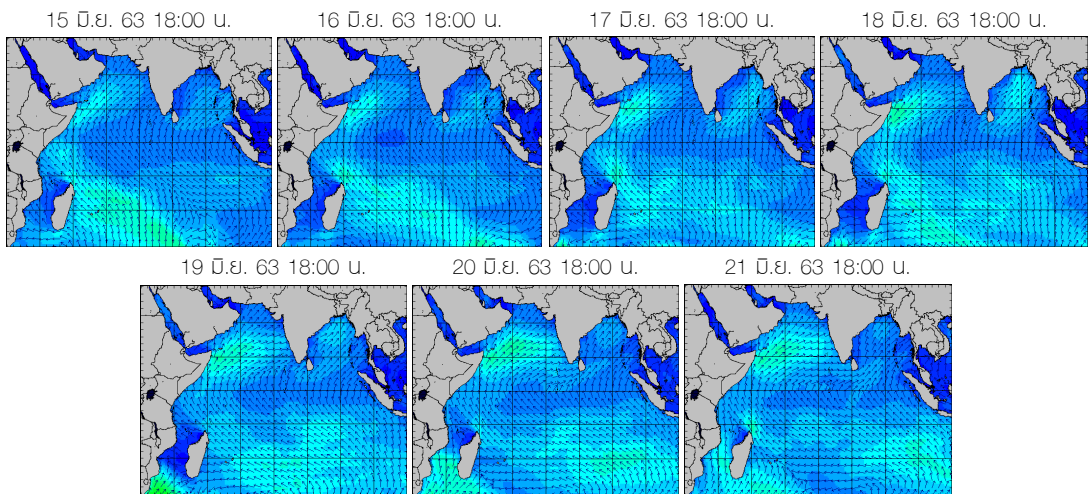 15 มิ.ย. 63 18:00 น.
16 มิ.ย. 63 18:00 น.
17 มิ.ย. 63 18:00 น.
18 มิ.ย. 63 18:00 น.
19 มิ.ย. 63 18:00 น.
20 มิ.ย. 63 18:00 น.
21 มิ.ย. 63 18:00 น.